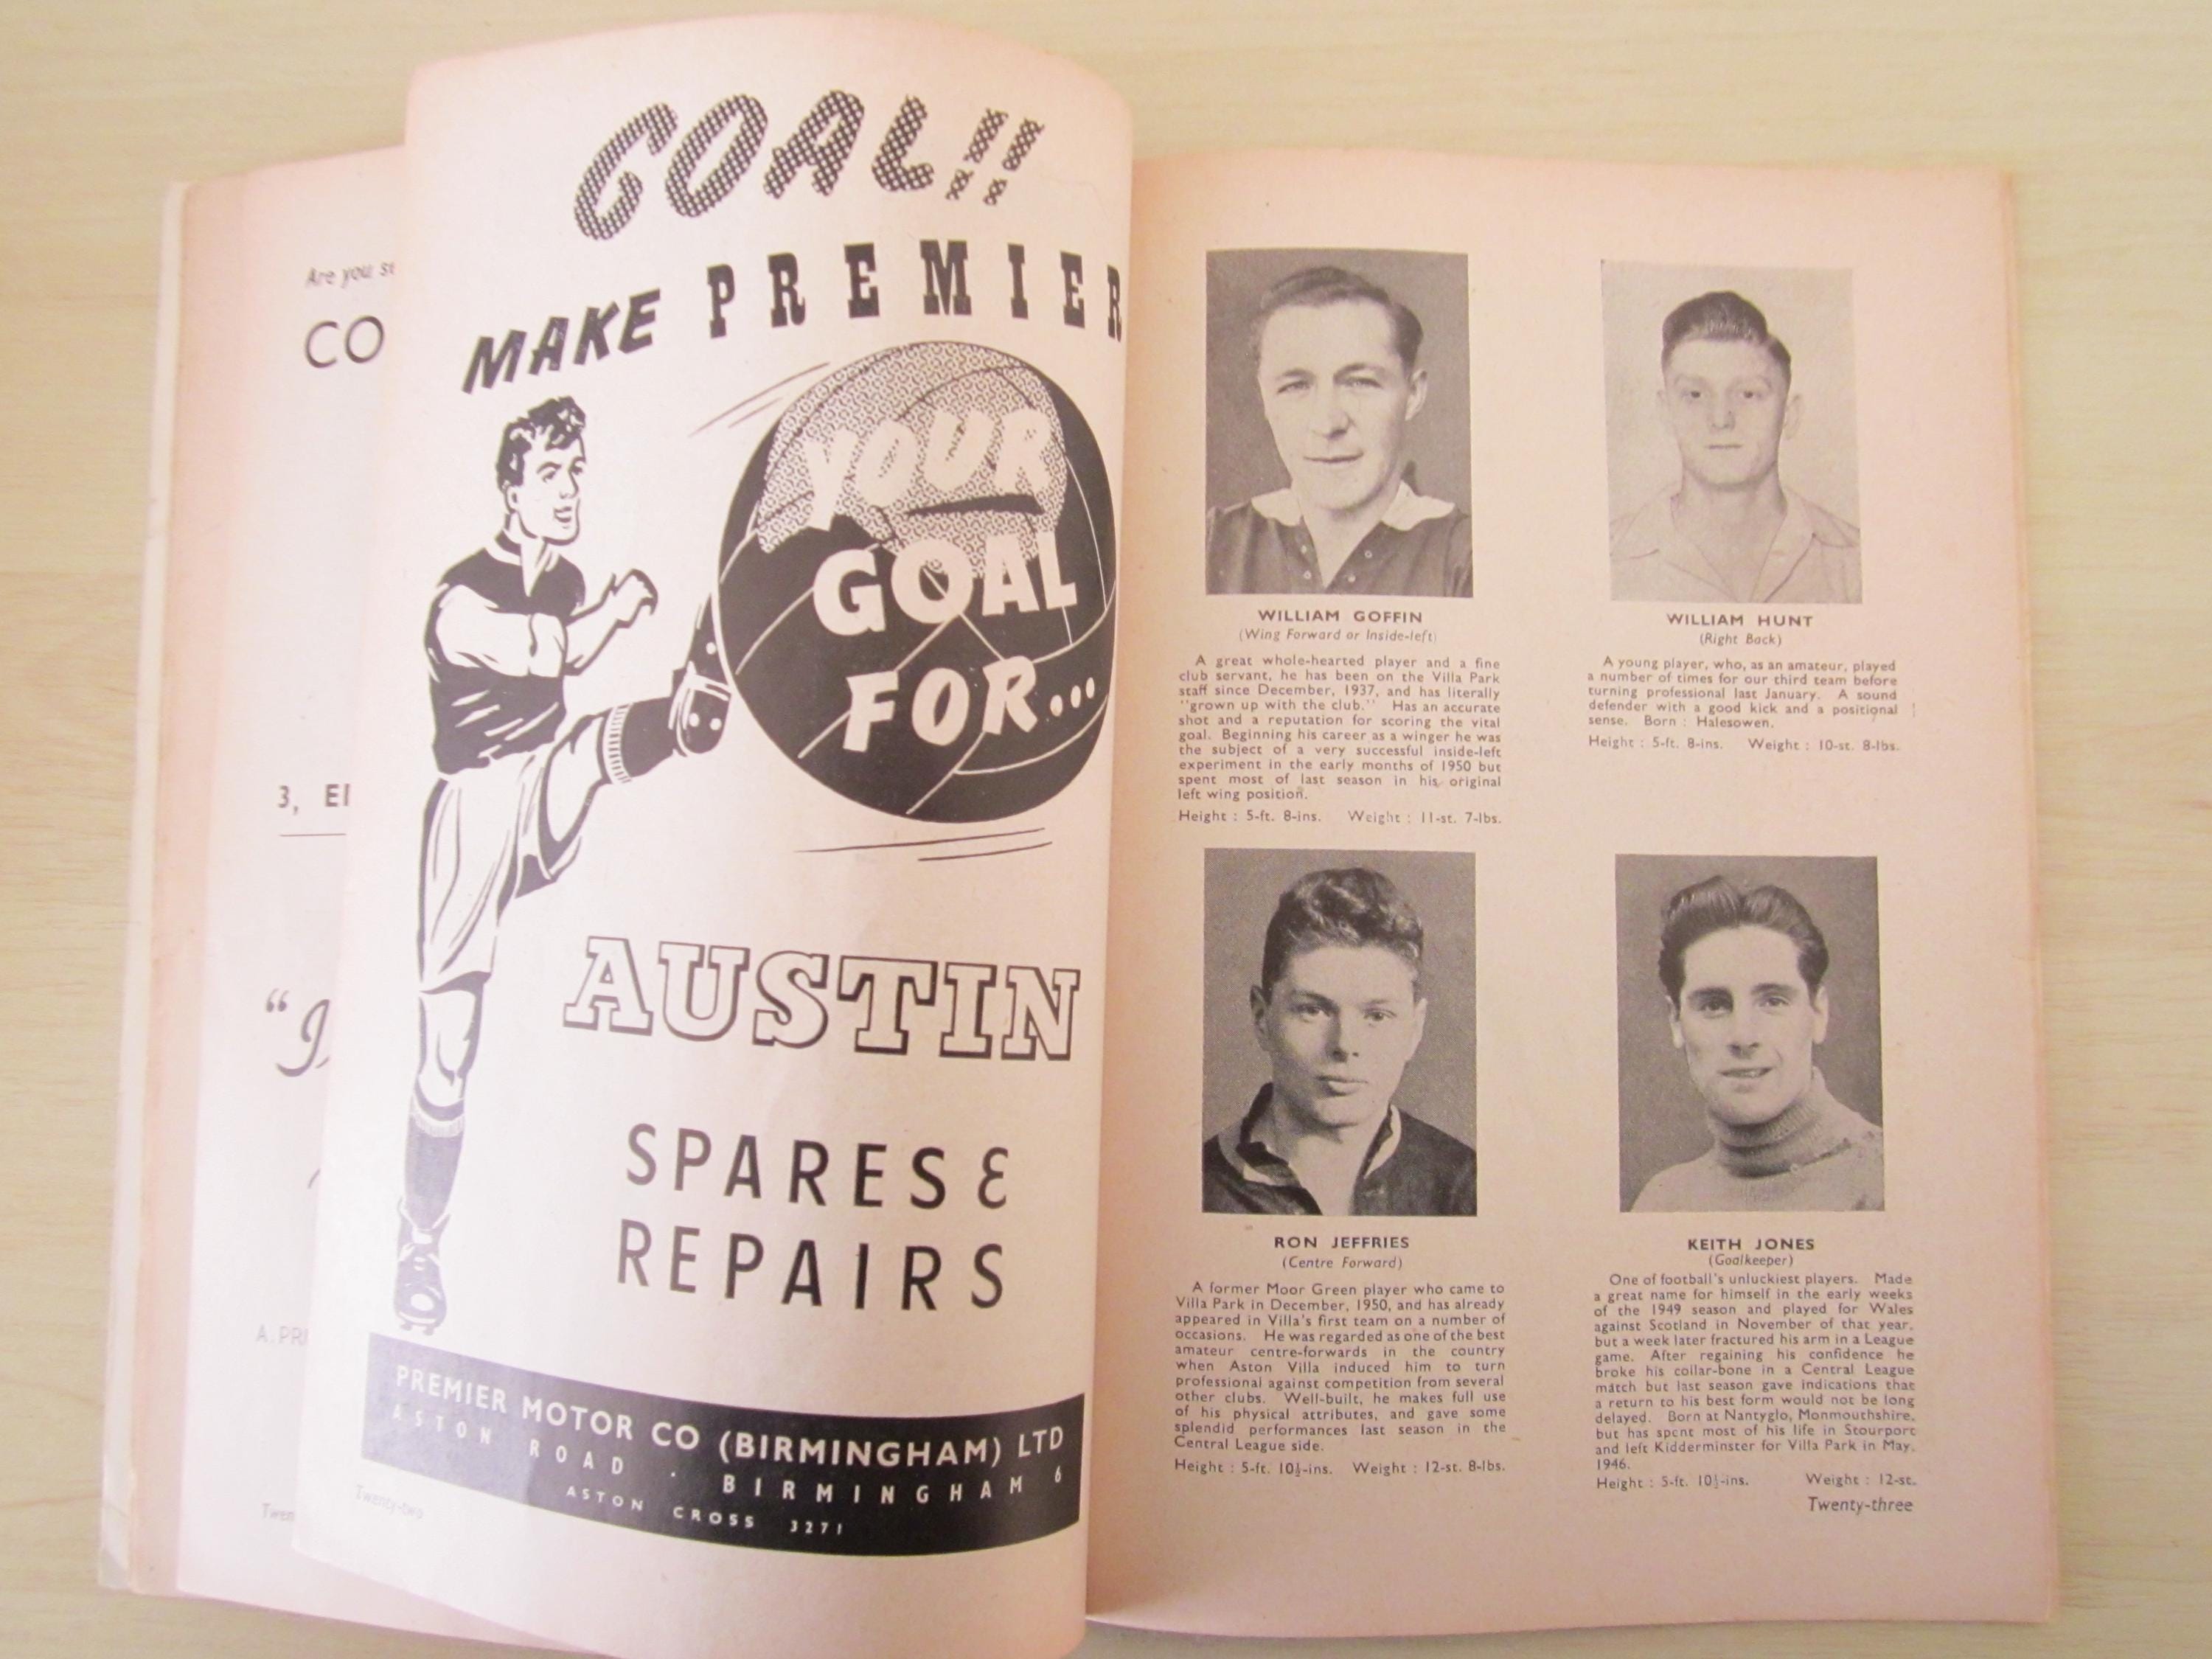 Are you
CO
3,
"
A. PRI
GOAL!!
MAKE PREMIER
YOUR
GOAL
FOR...
AUSTIN
SPARES &
REPAIRS
PREMIER MOTOR CO (BIRMINGHAM) LTD
ASTON ROAD . BIRMINGHAM 6
ASTON CROSS 3271
Twenty-two
WILLIAM GOFFIN
(Wing Forward or Inside-left)
A great whole-hearted player and a fine
club servant, he has been on the Villa Park
staff since December, 1937, and has literally
"grown up with the club." Has an accurate
shot and a reputation for scoring the vital
goal. Beginning his career as a winger he was
the subject of a very successful inside-left
experiment in the early months of 1950 but
spent most of last season in his original
left wing position.
Height : 5-ft. 8-ins. Weight : 11-st. 7-lbs.
WILLIAM HUNT
(Right Back)
A young player, who, as an amateur, played
a number of times for our third team before
turning professional last January. A sound
defender with a good kick and a positional
sense. Born : Halesowen.
Height : 5-ft. 8-ins. Weight : 10-st. 8-lbs.
RON JEFFRIES
(Centre Forward)
A former Moor Green player who came to
Villa Park in December, 1950, and has already
appeared in Villa's first team on a number of
occasions. He was regarded as one of the best
amateur centre-forwards in the country
when Aston Villa induced him to turn
professional against competition from several
other clubs. Well-built, he makes full use
of his physical attributes, and gave some
splendid performances last season in the
Central League side.
Height : 5-ft. 10½-ins. Weight : 12-st. 8-lbs.
KEITH JONES
(Goalkeeper)
One of football's unluckiest players. Made
a great name for himself in the early weeks
of the 1949 season and played for Wales
against Scotland in November of that year,
but a week later fractured his arm in a League
game. After regaining his confidence he
broke his collar-bone in a Central League
match but last season gave indications that
a return to his best form would not be long
delayed. Born at Nantyglo, Monmouthshire,
but has spent most of his life in Stourport
and left Kidderminster for Villa Park in May,
1946.
Height : 5-ft. 10½-ins. Weight : 12-st.
Twenty-three